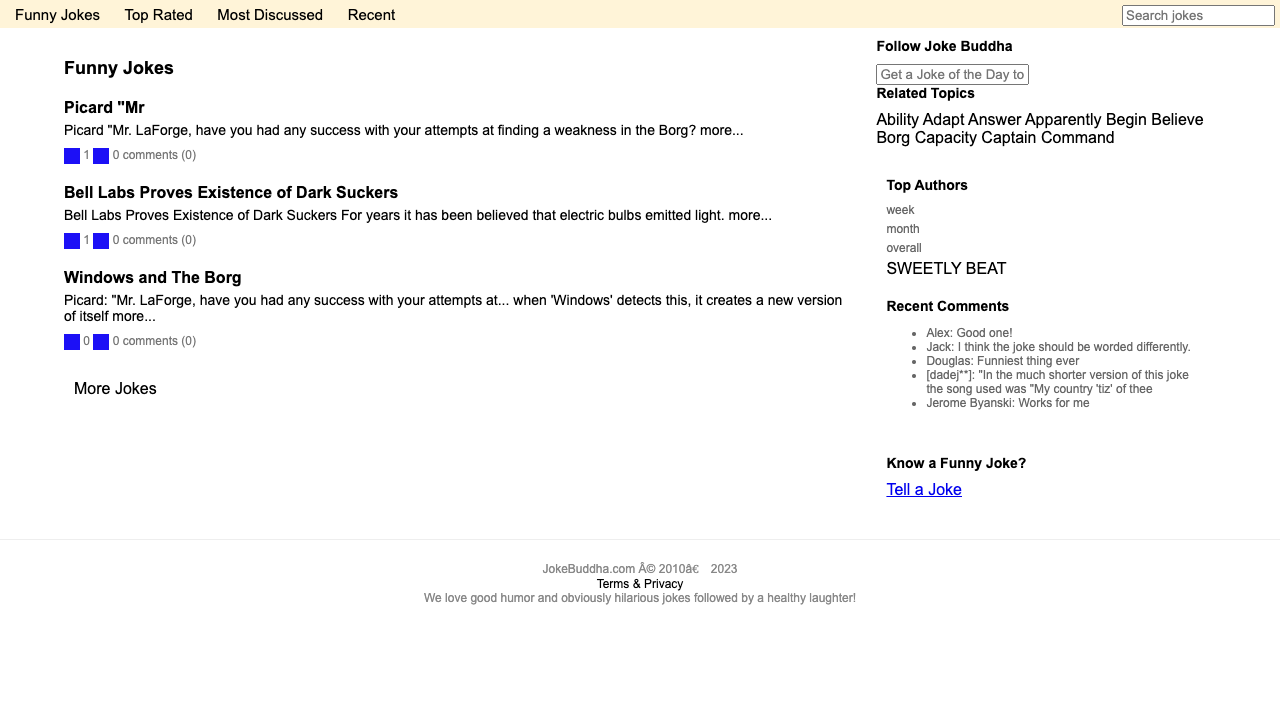 Funny Jokes Top Rated Most Discussed Recent
Search jokes
Funny Jokes
Picard "Mr
Picard "Mr. LaForge, have you had any success with your attempts at finding a weakness in the Borg? more...
1 0 comments (0)
Bell Labs Proves Existence of Dark Suckers
Bell Labs Proves Existence of Dark Suckers For years it has been believed that electric bulbs emitted light. more...
1 0 comments (0)
Windows and The Borg
Picard: "Mr. LaForge, have you had any success with your attempts at... when 'Windows' detects this, it creates a new version
of itself more...
0 0 comments (0)
More Jokes
Follow Joke Buddha
Get a Joke of the Day to
Related Topics
Ability Adapt Answer Apparently Begin Believe
Borg Capacity Captain Command
Top Authors
week
month
overall
SWEETLY BEAT
Recent Comments
Alex: Good one!
Jack: I think the joke should be worded differently.
Douglas: Funniest thing ever
[dadej**]: "In the much shorter version of this joke
the song used was "My country 'tiz' of thee
Jerome Byanski: Works for me
Know a Funny Joke?
Tell a Joke
JokeBuddha.com Â© 2010â€ 2023
Terms & Privacy
We love good humor and obviously hilarious jokes followed by a healthy laughter!